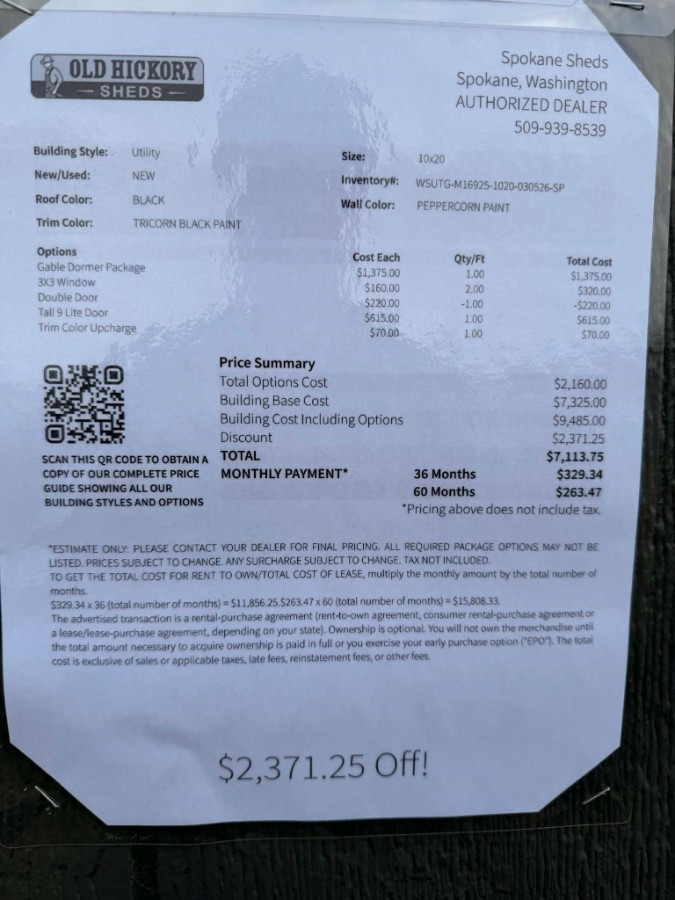 OLD HICKORY
SHEDS
Spokane Sheds
Spokane, Washington
AUTHORIZED DEALER
509-939-8539
Building Style: Utility
Size: 10x20
New/Used: NEW
Inventory#: WSUTG-M16925-1020-030526-SP
Roof Color: BLACK
Wall Color: PEPPERCORN PAINT
Trim Color: TRICORN BLACK PAINT
Options Cost Each Qty/Ft Total Cost
Gable Dormer Package $1,375.00 1.00 $1,375.00
3X3 Window $160.00 2.00 $320.00
Double Door $220.00 -1.00 -$220.00
Tall 9 Lite Door $615.00 1.00 $615.00
Trim Color Upcharge $70.00 1.00 $70.00
SCAN THIS QR CODE TO OBTAIN A
COPY OF OUR COMPLETE PRICE
GUIDE SHOWING ALL OUR
BUILDING STYLES AND OPTIONS
Price Summary
Total Options Cost $2,160.00
Building Base Cost $7,325.00
Building Cost Including Options $9,485.00
Discount $2,371.25
TOTAL $7,113.75
MONTHLY PAYMENT* 36 Months $329.34
60 Months $263.47
*Pricing above does not include tax.
*ESTIMATE ONLY: PLEASE CONTACT YOUR DEALER FOR FINAL PRICING. ALL REQUIRED PACKAGE OPTIONS MAY NOT BE
LISTED. PRICES SUBJECT TO CHANGE. ANY SURCHARGE SUBJECT TO CHANGE. TAX NOT INCLUDED.
TO GET THE TOTAL COST FOR RENT TO OWN/TOTAL COST OF LEASE, multiply the monthly amount by the total number of
months.
$329.34 x 36 (total number of months) = $11,856.25.$263.47 x 60 (total number of months) = $15,808.33.
The advertised transaction is a rental-purchase agreement (rent-to-own agreement, consumer rental-purchase agreement or
a lease/lease-purchase agreement, depending on your state). Ownership is optional. You will not own the merchandise until
the total amount necessary to acquire ownership is paid in full or you exercise your early purchase option ("EPO"). The total
cost is exclusive of sales or applicable taxes, late fees, reinstatement fees, or other fees.
$2,371.25 Off!